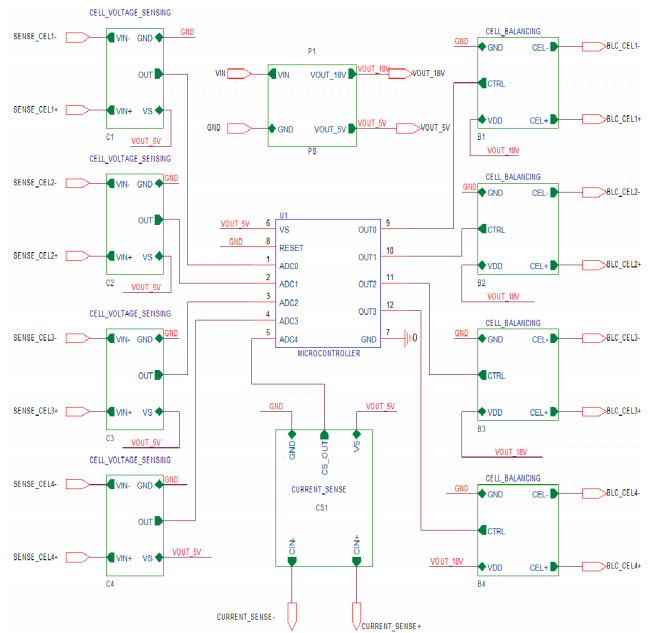 CELL_VOLTAGE_SENSING
SENSE_CEL1-
VIN-
GND
GND
OUT
SENSE_CEL1+
VIN+
VS
VOUT_5V
C1
CELL_VOLTAGE_SENSING
SENSE_CEL2-
VIN-
GND
GND
OUT
SENSE_CEL2+
VIN+
VS
VOUT_5V
C2
CELL_VOLTAGE_SENSING
SENSE_CEL3-
VIN-
GND
GND
OUT
SENSE_CEL3+
VIN+
VS
VOUT_5V
C3
CELL_VOLTAGE_SENSING
SENSE_CEL4-
VIN-
GND
GND
OUT
SENSE_CEL4+
VIN+
VS
VOUT_5V
C4
P1
VIN
VIN
VOUT_18V
VOUT_18V
VOUT_18V
GND
GND
VOUT_5V
VOUT_5V
VOUT_5V
PS
U1
VOUT_5V
6
VS
OUT0
9
GND
8
RESET
OUT1
10
1
ADC0
2
ADC1
OUT2
11
3
ADC2
OUT3
12
4
ADC3
5
ADC4
GND
7
0
MICROCONTROLLER
GND
VOUT_5V
GND
CS_OUT
VS
CURRENT_SENSE
CS1
CIN-
CIN+
CURRENT_SENSE-
CURRENT_SENSE+
CELL_BALANCING
GND
GND
CEL-
BLC_CEL1-
CTRL
VDD
CEL+
BLC_CEL1+
B1
VOUT_18V
CELL_BALANCING
GND
GND
CEL-
BLC_CEL2-
CTRL
VDD
CEL+
BLC_CEL2+
B2
VOUT_18V
CELL_BALANCING
GND
GND
CEL-
BLC_CEL3-
CTRL
VDD
CEL+
BLC_CEL3+
B3
VOUT_18V
CELL_BALANCING
GND
GND
CEL-
BLC_CEL4-
CTRL
VOUT_18V
VDD
CEL+
BLC_CEL4+
B4